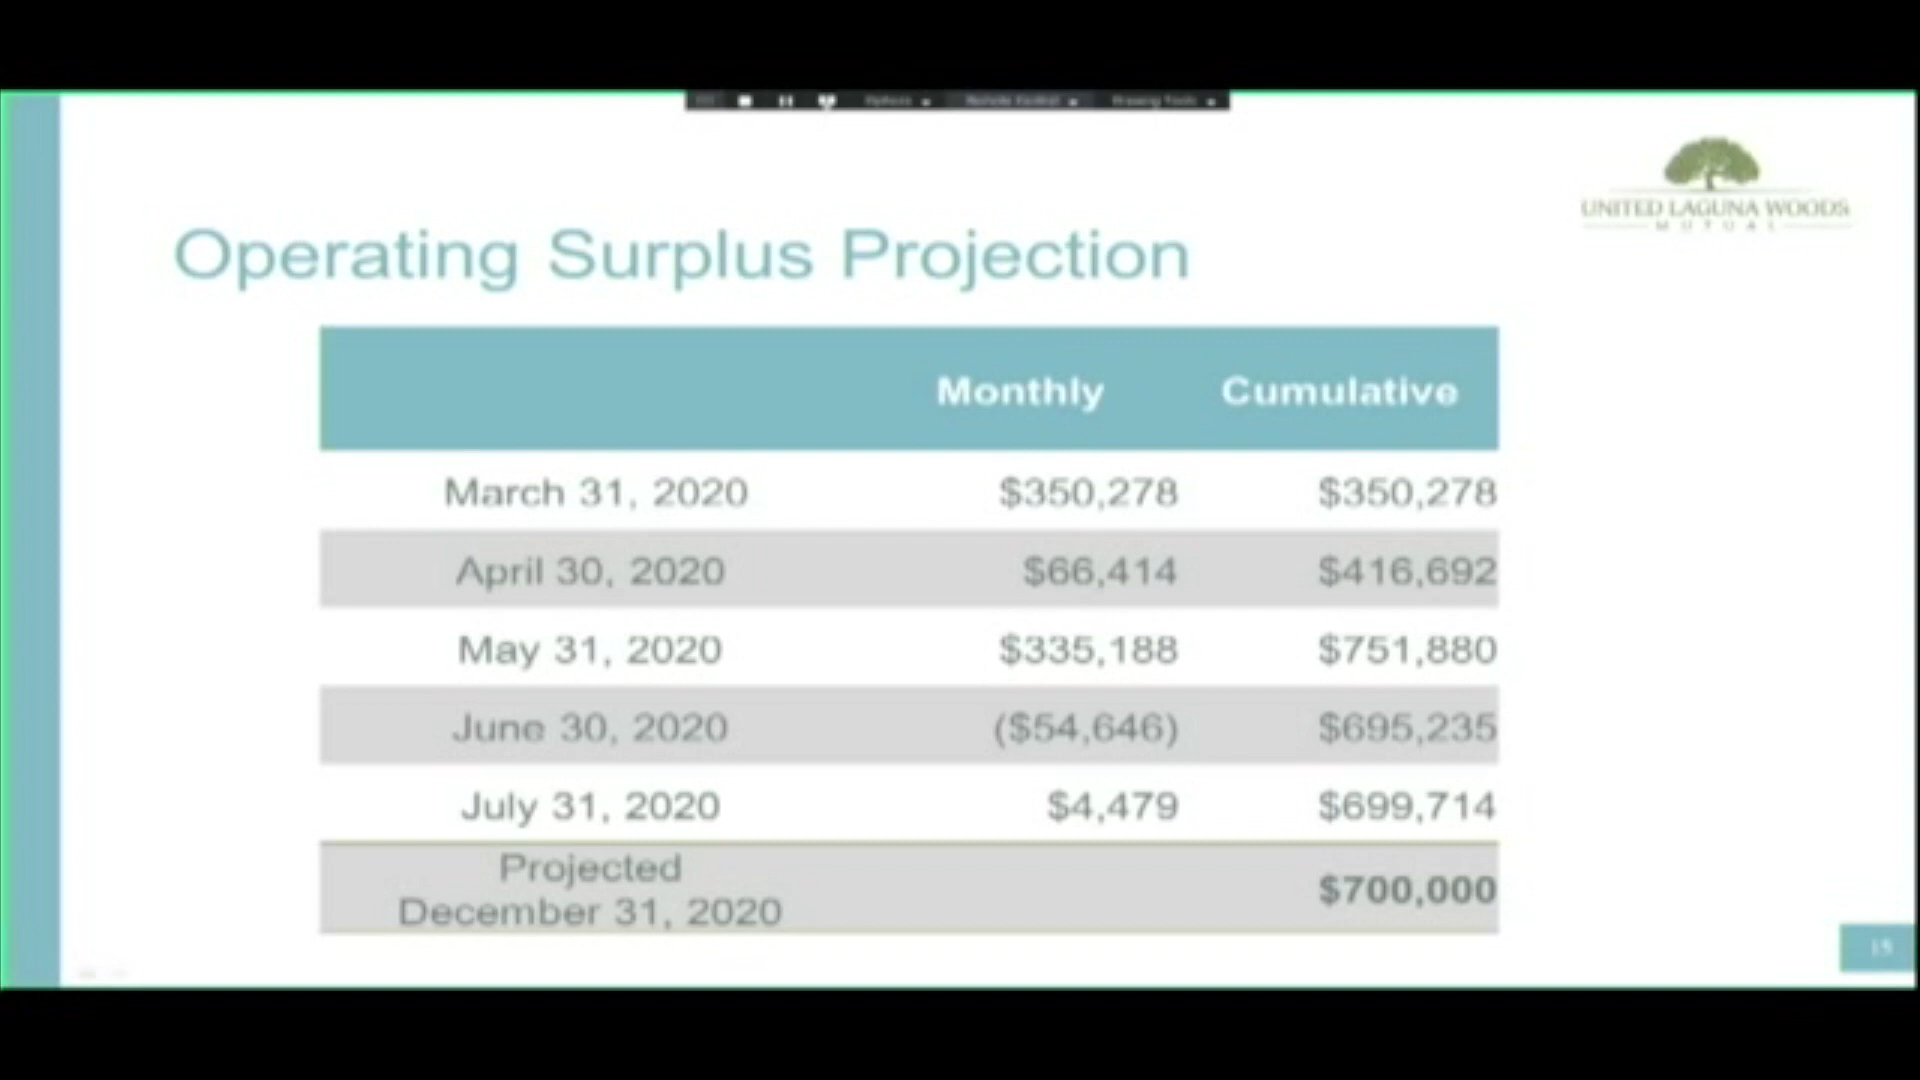 UNITED LAGUNA WOODS
MUTUAL
Operating Surplus Projection
Monthly Cumulative
March 31, 2020 $350,278 $350,278
April 30, 2020 $66,414 $416,692
May 31, 2020 $335,188 $751,880
June 30, 2020 ($54,646) $695,235
July 31, 2020 $4,479 $699,714
Projected
December 31, 2020 $700,000
15